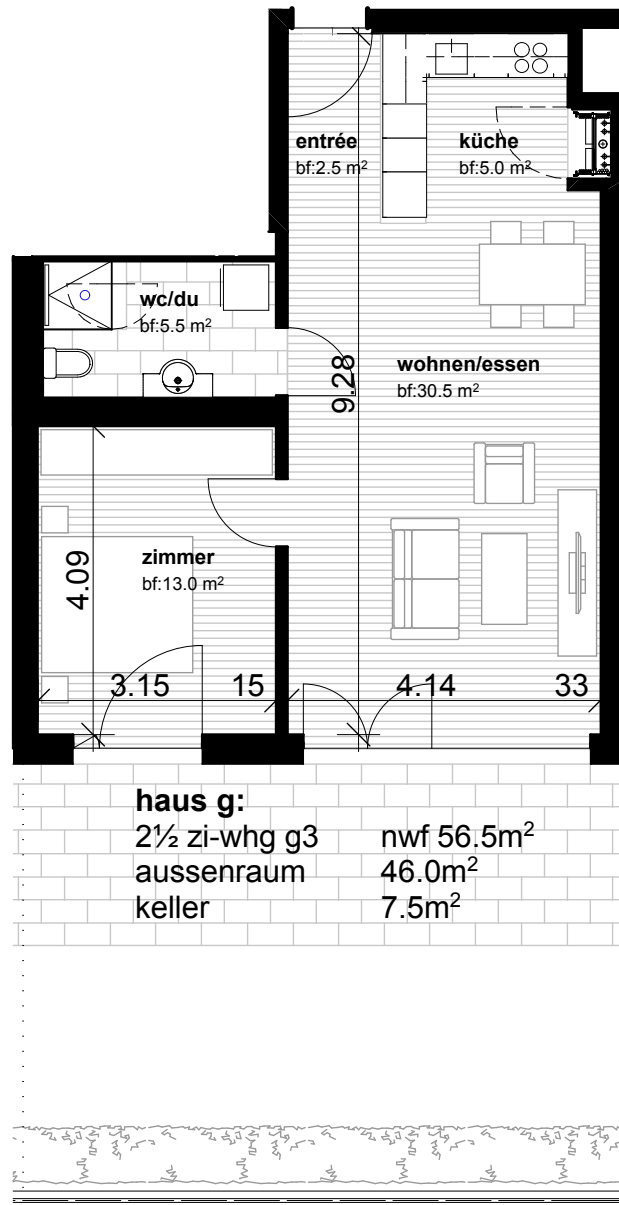 entrée
bf:2.5 m²
küche
bf:5.0 m²
wc/du
bf:5.5 m²
wohnen/essen
bf:30.5 m²
9.28
zimmer
bf:13.0 m²
4.09
3.15 15 4.14 33
haus g:
2½ zi-whg g3 nwf 56.5m²
aussenraum 46.0m²
keller 7.5m²